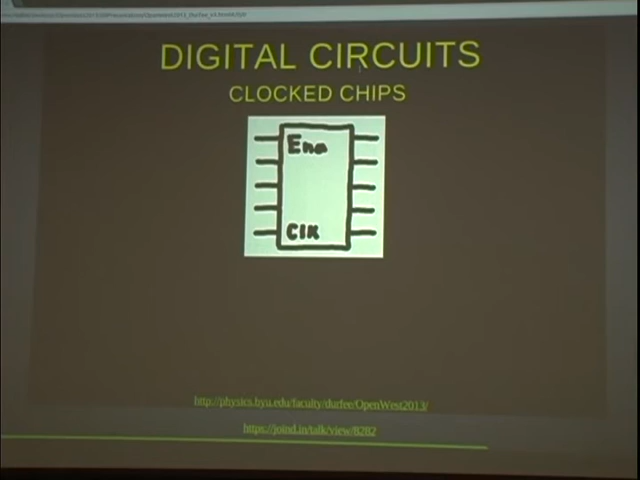 DIGITAL CIRCUITS
CLOCKED CHIPS
Ena
Clk
http://physics.byu.edu/faculty/durfee/OpenWest2013/
https://joind.in/talk/view/8282